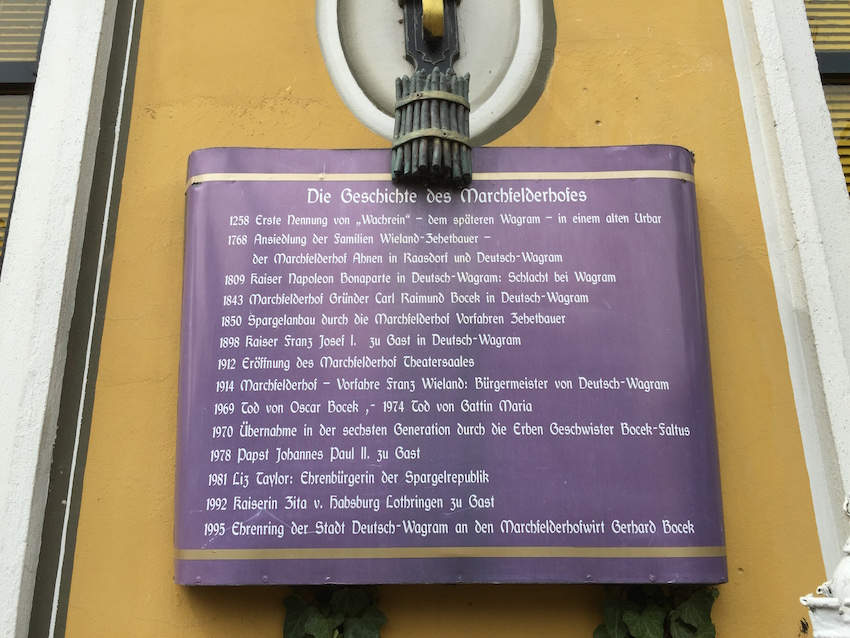 Die Geschichte des Marchfelderhofes
1258 Erste Nennung von „Wachrein“ – dem späteren Wagram – in einem alten Urbar
1768 Ansiedlung der Familien Wieland-Zehetbauer –
der Marchfelderhof Ahnen in Raasdorf und Deutsch-Wagram
1809 Kaiser Napoleon Bonaparte in Deutsch-Wagram: Schlacht bei Wagram
1843 Marchfelderhof Gründer Carl Raimund Bocek in Deutsch-Wagram
1850 Spargelanbau durch die Marchfelderhof Vorfahren Zehetbauer
1898 Kaiser Franz Josef I. zu Gast in Deutsch-Wagram
1912 Eröffnung des Marchfelderhof Theatersaales
1914 Marchfelderhof – Vorfahre Franz Wieland: Bürgermeister von Deutsch-Wagram
1969 Tod von Oscar Bocek ,- 1974 Tod von Gattin Maria
1970 Übernahme in der sechsten Generation durch die Erben Geschwister Bocek-Faltus
1978 Papst Johannes Paul II. zu Gast
1981 Liz Taylor: Ehrenbürgerin der Spargelrepublik
1992 Kaiserin Zita v. Habsburg Lothringen zu Gast
1995 Ehrenring der Stadt Deutsch-Wagram an den Marchfelderhofwirt Gerhard Bocek